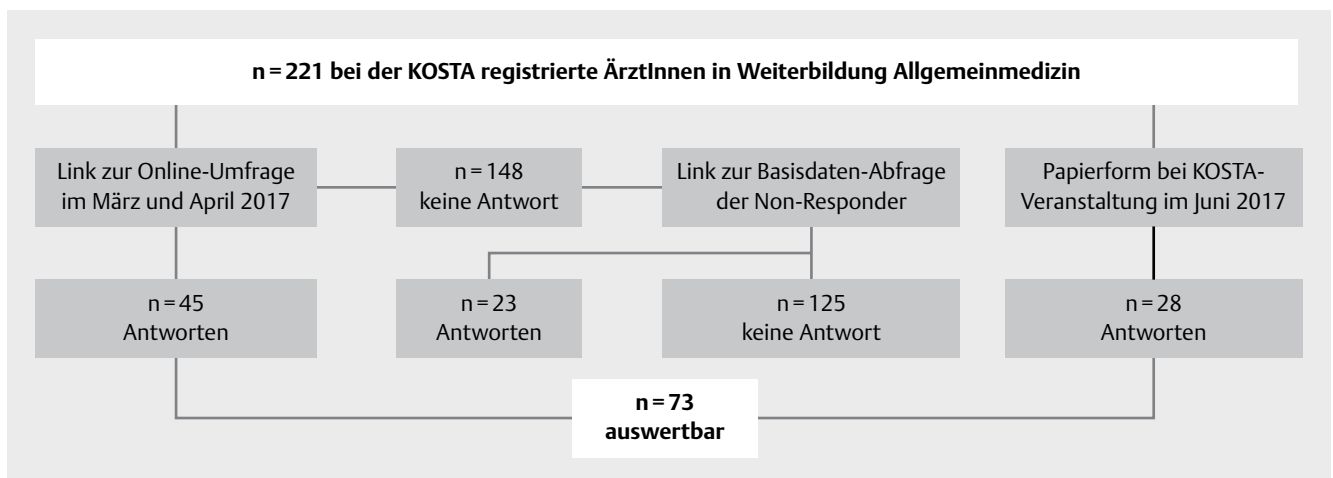 n = 221 bei der KOSTA registrierte ÄrztInnen in Weiterbildung Allgemeinmedizin
Link zur Online-Umfrage
im März und April 2017
n = 148
keine Antwort
Link zur Basisdaten-Abfrage
der Non-Responder
Papierform bei KOSTA-
Veranstaltung im Juni 2017
n = 45
Antworten
n = 23
Antworten
n = 125
keine Antwort
n = 28
Antworten
n = 73
auswertbar